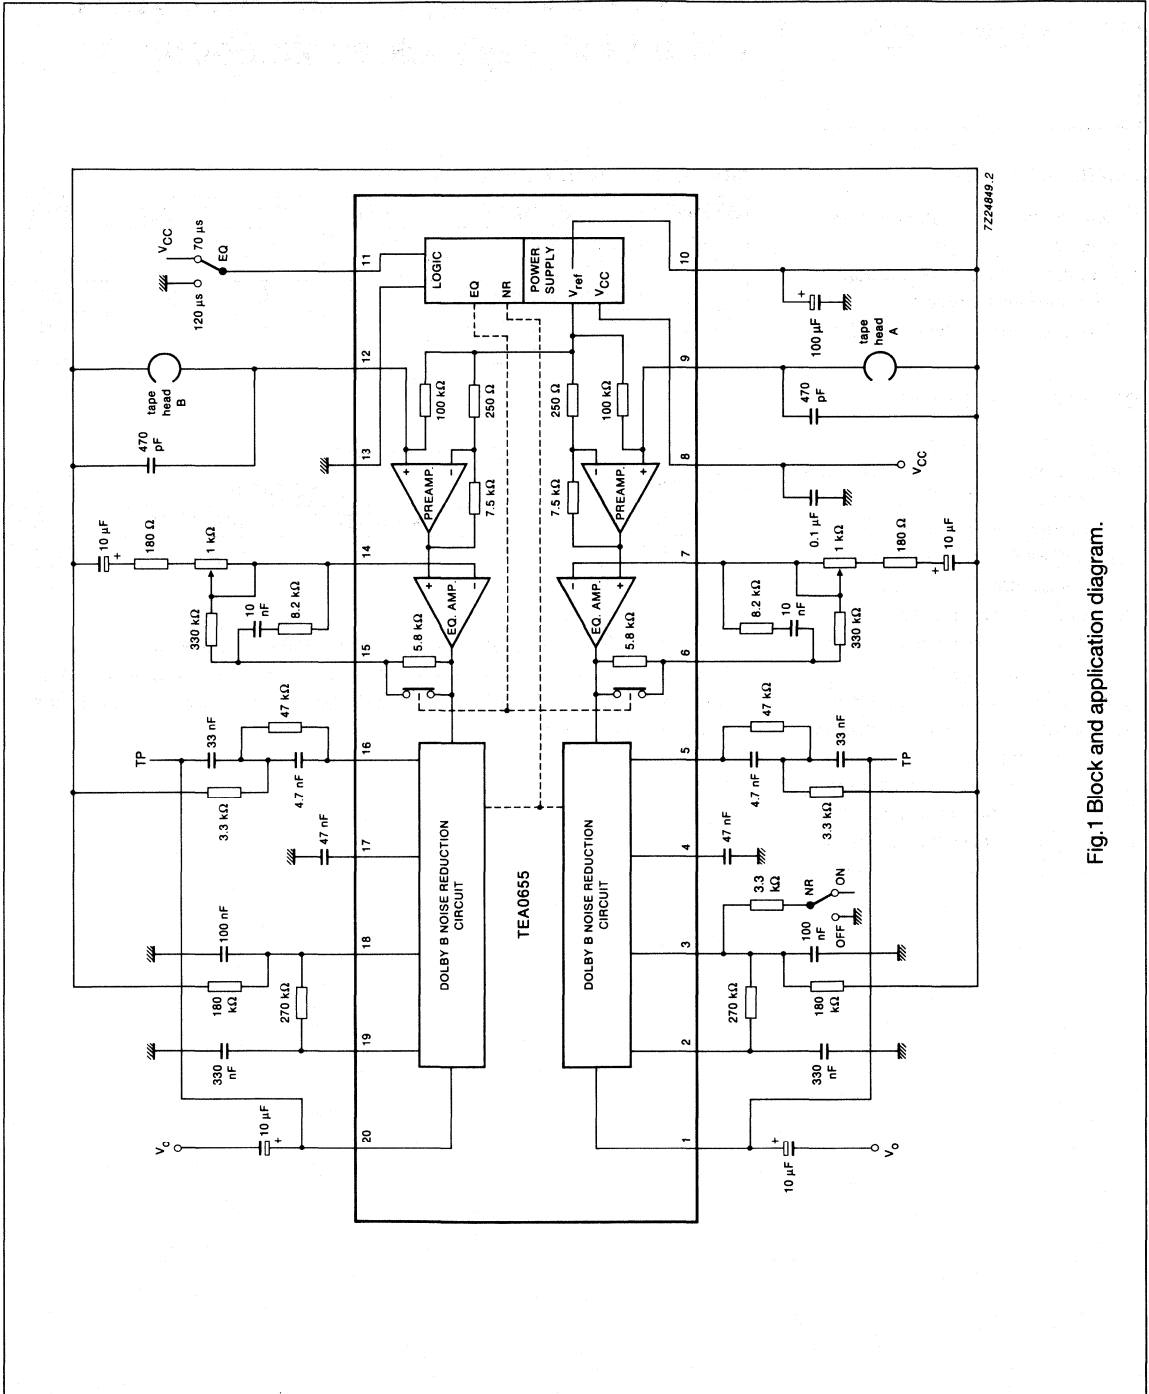 VCC
70 µs
EQ
120 µs
tape
head
B
470
pF
10 µF
+
180 Ω
1 kΩ
330 kΩ
10
nF
8.2 kΩ
TP
33 nF
47 kΩ
3.3 kΩ
4.7 nF
47 nF
100 nF
180
kΩ
270 kΩ
330
nF
10 µF
+
11
12
13
14
15
16
17
18
19
20
LOGIC
EQ
NR
POWER
SUPPLY
Vref
VCC
100 kΩ
250 Ω
250 Ω
100 kΩ
+
−
PREAMP.
7.5 kΩ
7.5 kΩ
−
+
PREAMP.
+
−
EQ. AMP.
5.8 kΩ
−
+
EQ. AMP.
5.8 kΩ
DOLBY B NOISE REDUCTION
CIRCUIT
TEA0655
DOLBY B NOISE REDUCTION
CIRCUIT
10
9
8
7
6
5
4
3
2
1
+
100 µF
tape
head
A
470
pF
VCC
0.1 µF
1 kΩ
180 Ω
10 µF
+
8.2 kΩ
10
nF
330 kΩ
47 kΩ
33 nF
4.7 nF
TP
3.3 kΩ
47 nF
3.3
kΩ
NR
ON
OFF
100
nF
270 kΩ
180
kΩ
330
nF
+
10 µF
Vo
7Z24849.2
Fig.1 Block and application diagram.